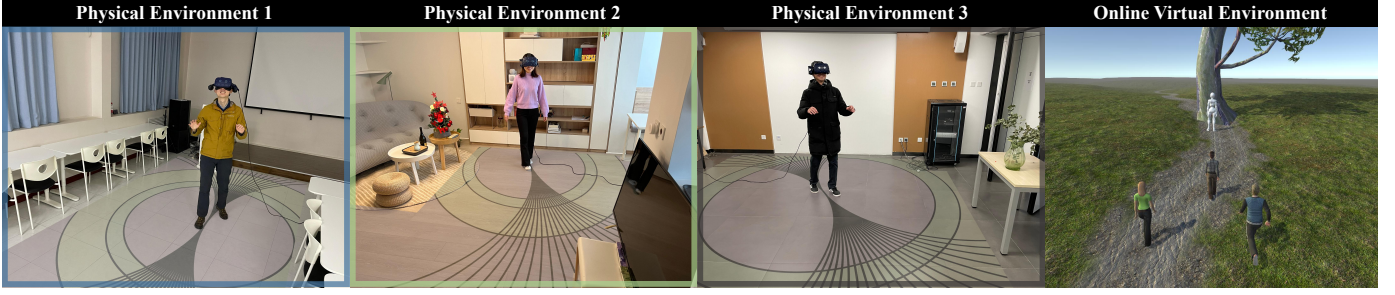 Physical Environment 1
Physical Environment 2
Physical Environment 3
Online Virtual Environment